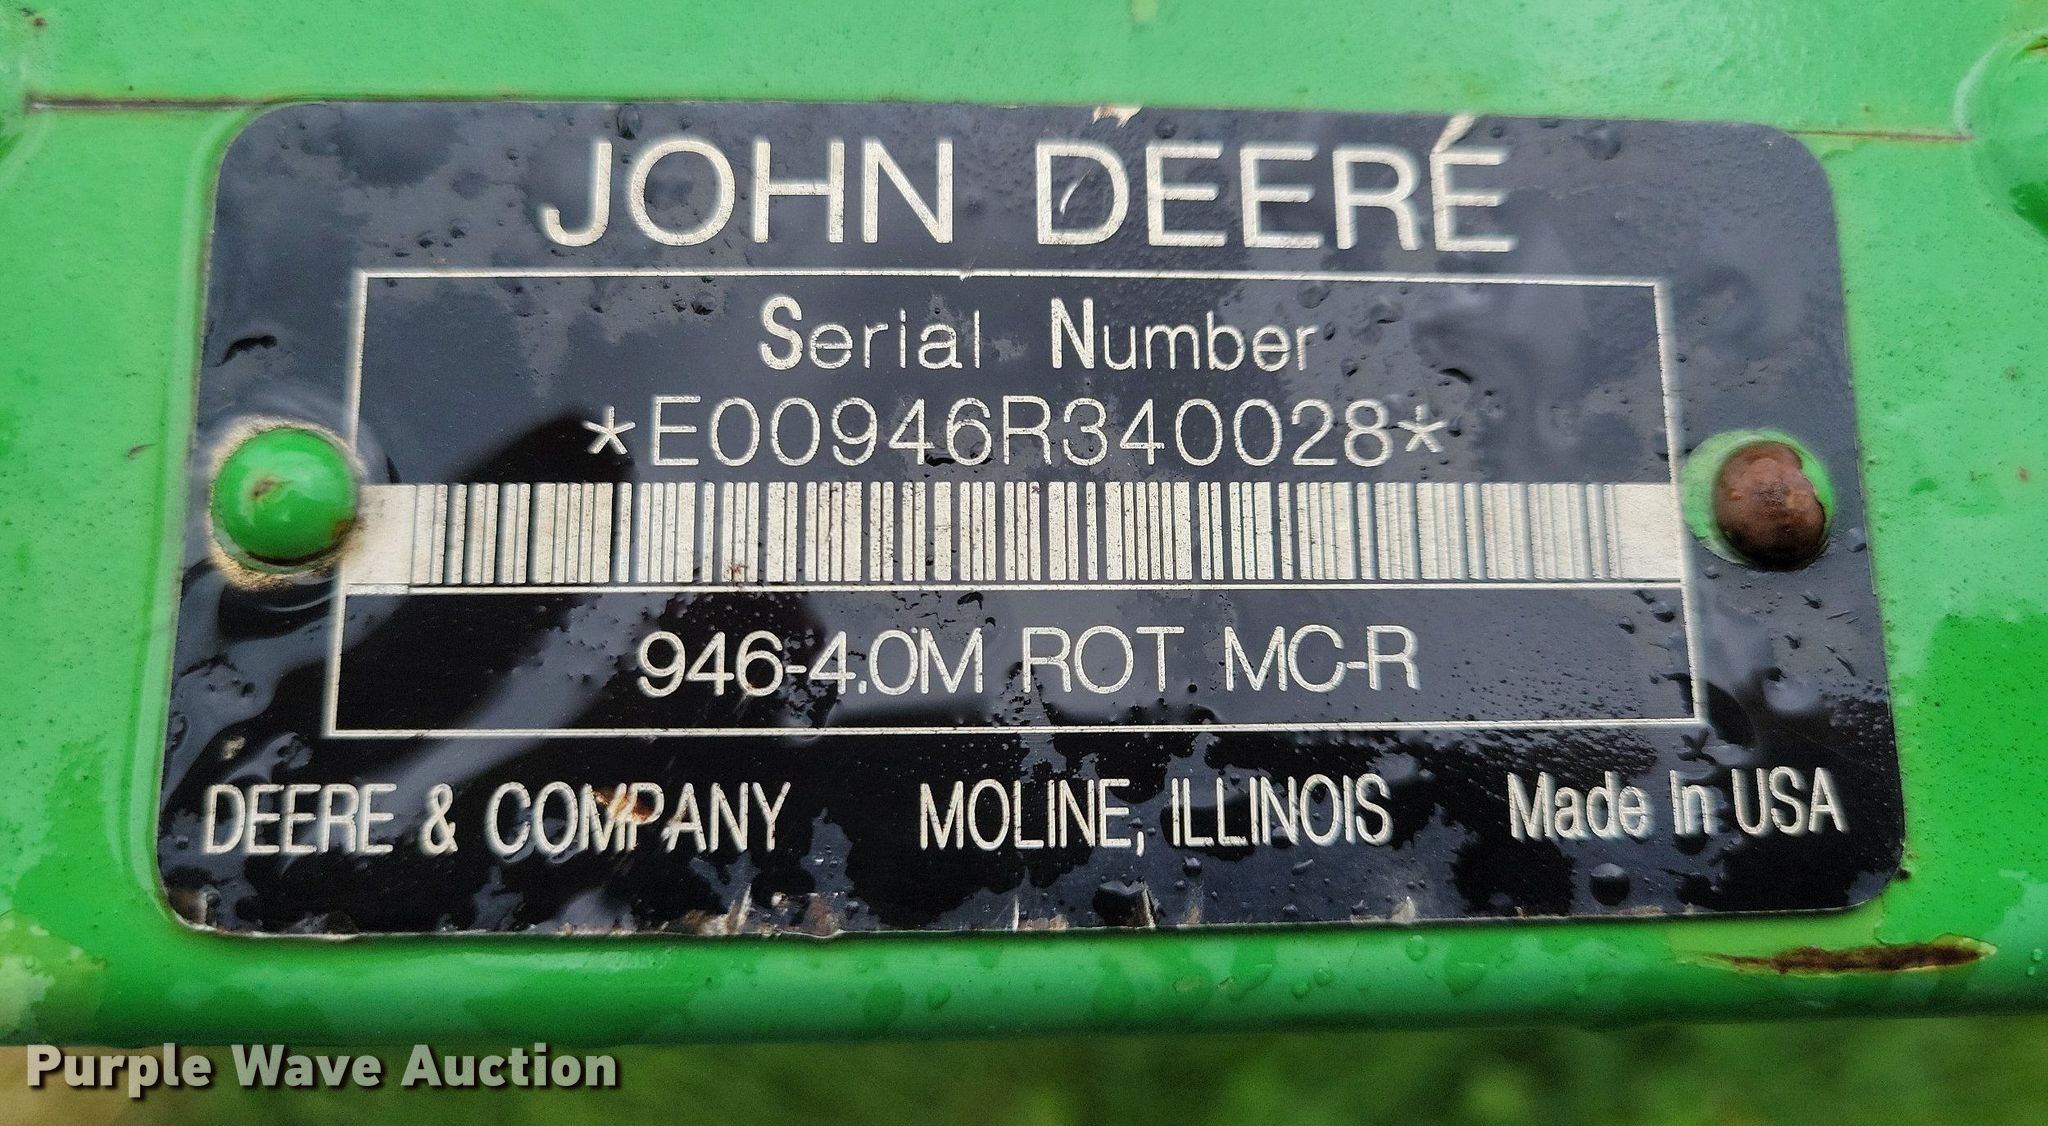 JOHN DEERE
Serial Number
*E00946R340028*
946-4.0M ROT MC-R
DEERE & COMPANY MOLINE, ILLINOIS Made In USA
Purple Wave Auction